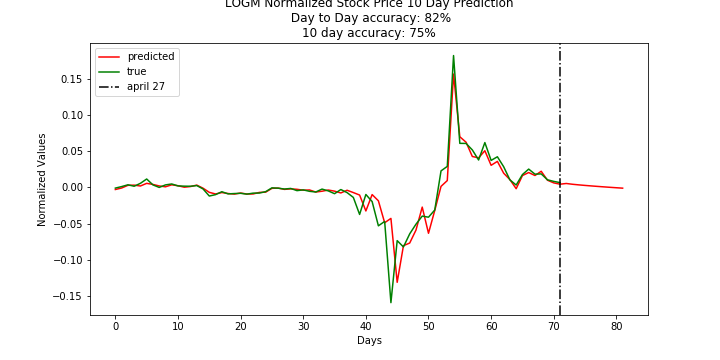 LOGM Normalized Stock Price 10 Day Prediction
Day to Day accuracy: 82%
10 day accuracy: 75%
predicted
true
april 27
Normalized Values
0.15
0.10
0.05
0.00
−0.05
−0.10
−0.15
0 10 20 30 40 50 60 70 80
Days